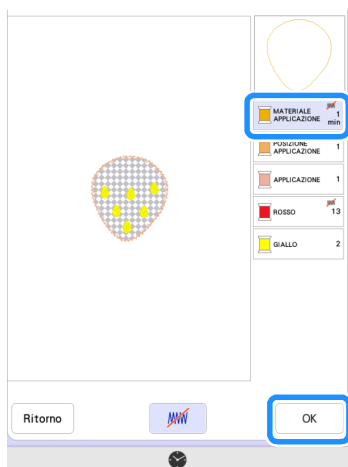 MATERIALE
APPLICAZIONE
1
min
POSIZIONE
APPLICAZIONE
1
APPLICAZIONE 1
ROSSO 13
GIALLO 2
Ritorno
OK